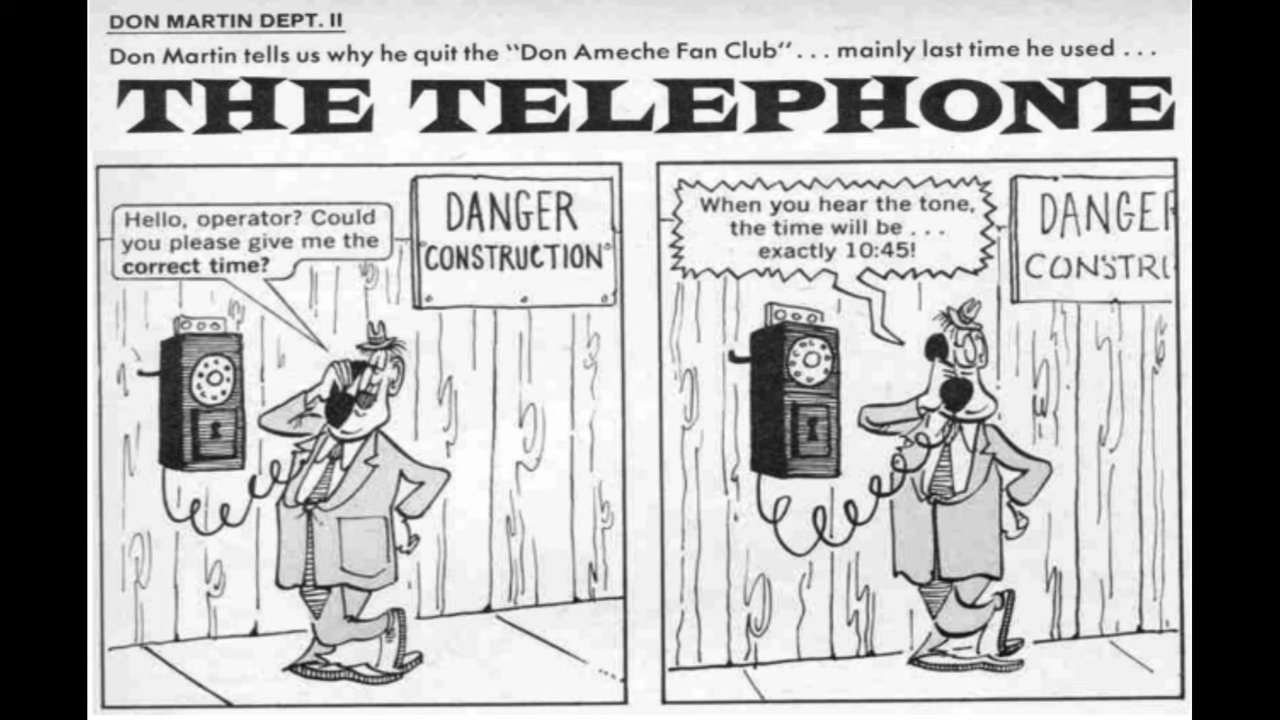 DON MARTIN DEPT. II
Don Martin tells us why he quit the "Don Ameche Fan Club" . . . mainly last time he used . . .
THE TELEPHONE
Hello, operator? Could
you please give me the
correct time?
DANGER
CONSTRUCTION
When you hear the tone,
the time will be . . .
exactly 10:45!
DANGER
CONSTRU